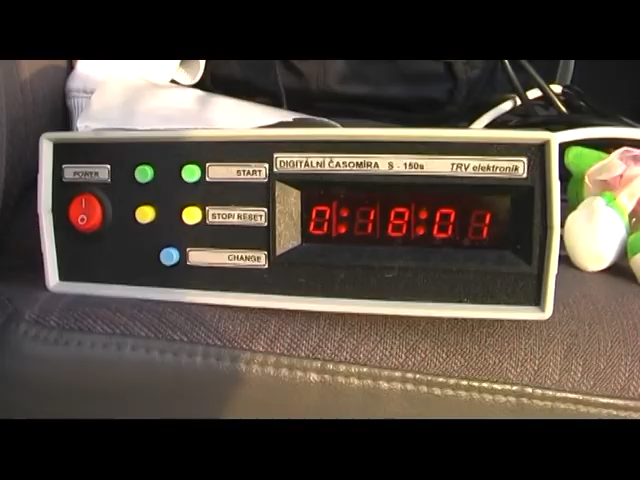 POWER
START
STOP/RESET
CHANGE
DIGITÁLNÍ ČASOMÍRA S - 150s TRV elektronik
0:18:01